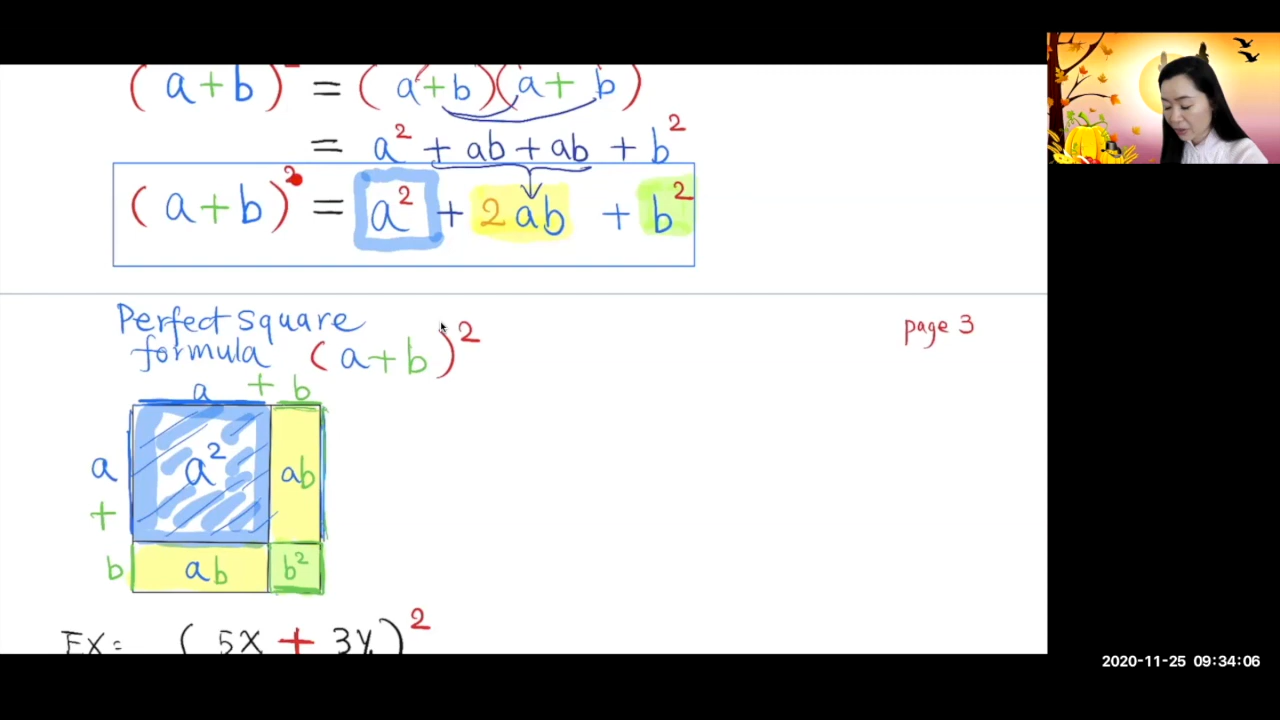 (a+b)² = (a+b)(a+b)
= a² + ab + ab + b²
(a+b)² = a² + 2ab + b²
Perfect square
formula (a+b)²
page 3
a + b
a
+
b
a²
ab
ab
b²
EX= (5x + 3y)²
2020-11-25 09:34:06